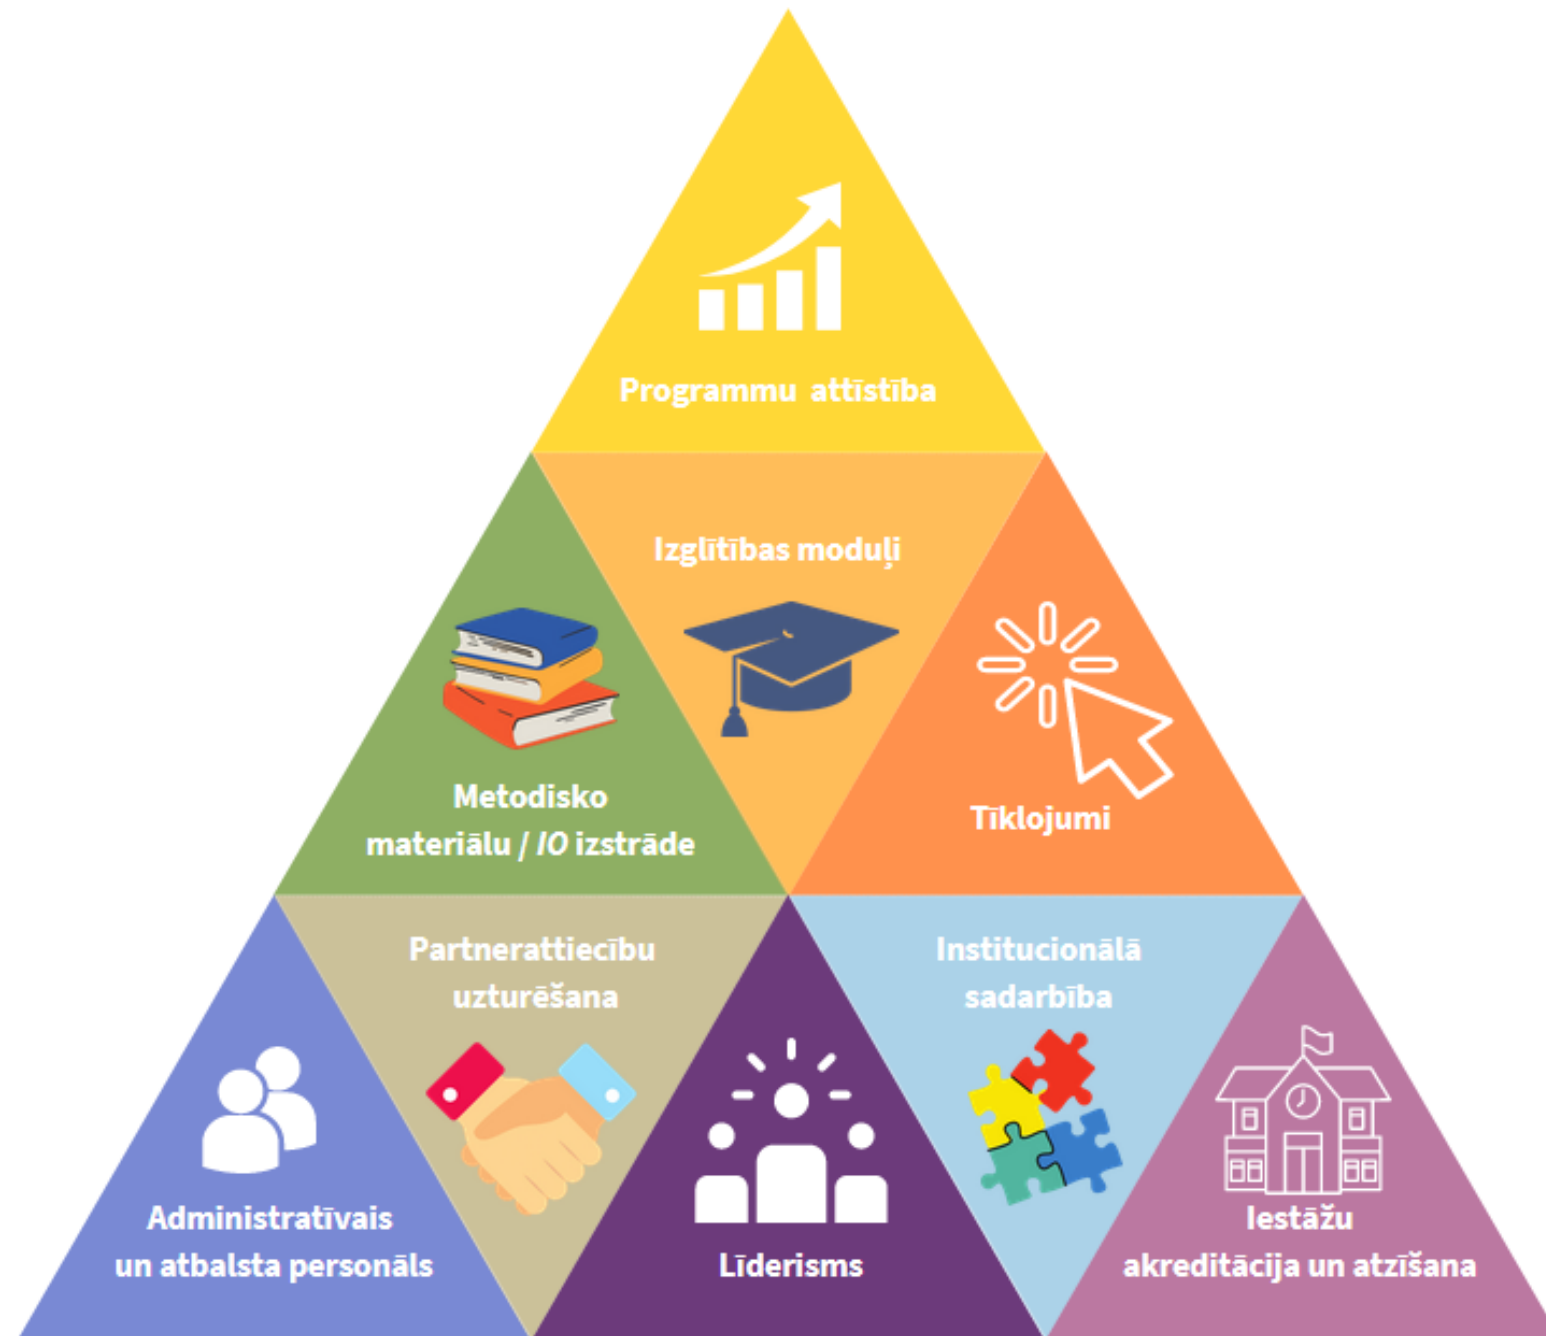 Programmu attīstība
Izglītības moduļi
Metodisko
materiālu / IO izstrāde
Tīklojumi
Partnerattiecību
uzturēšana
Institucionālā
sadarbība
Administratīvais
un atbalsta personāls
Līderisms
Iestāžu
akreditācija un atzīšana